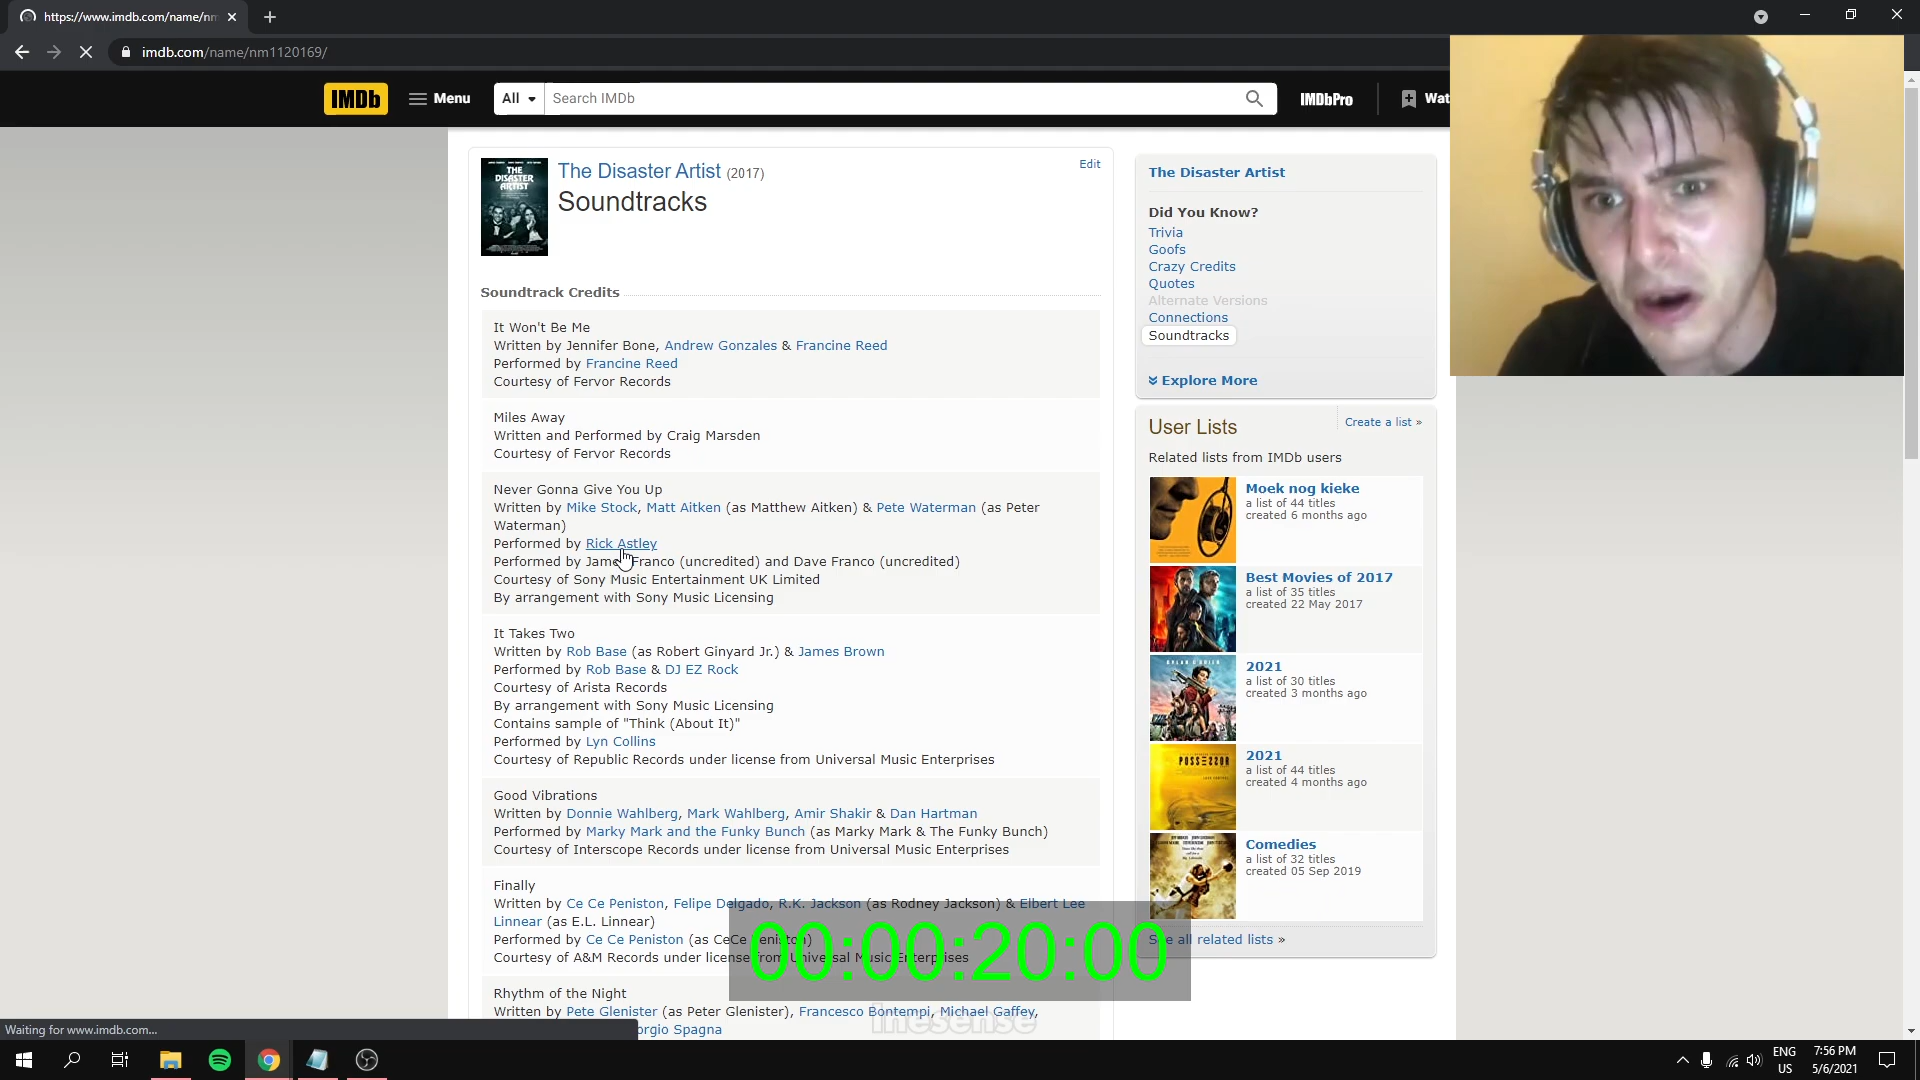 https://www.imdb.com/name/nm
imdb.com/name/nm1120169/
IMDb
Menu
All
Search IMDb
IMDbPro
Wat
THE DISASTER ARTIST
The Disaster Artist (2017)
Edit
Soundtracks
Soundtrack Credits
It Won't Be Me
Written by Jennifer Bone, Andrew Gonzales & Francine Reed
Performed by Francine Reed
Courtesy of Fervor Records
Miles Away
Written and Performed by Craig Marsden
Courtesy of Fervor Records
Never Gonna Give You Up
Written by Mike Stock, Matt Aitken (as Matthew Aitken) & Pete Waterman (as Peter
Waterman)
Performed by Rick Astley
Performed by James Franco (uncredited) and Dave Franco (uncredited)
Courtesy of Sony Music Entertainment UK Limited
By arrangement with Sony Music Licensing
It Takes Two
Written by Rob Base (as Robert Ginyard Jr.) & James Brown
Performed by Rob Base & DJ EZ Rock
Courtesy of Arista Records
By arrangement with Sony Music Licensing
Contains sample of "Think (About It)"
Performed by Lyn Collins
Courtesy of Republic Records under license from Universal Music Enterprises
Good Vibrations
Written by Donnie Wahlberg, Mark Wahlberg, Amir Shakir & Dan Hartman
Performed by Marky Mark and the Funky Bunch (as Marky Mark & The Funky Bunch)
Courtesy of Interscope Records under license from Universal Music Enterprises
Finally
Written by Ce Ce Peniston, Felipe Delgado, R.K. Jackson (as Rodney Jackson) & Elbert Lee
Linnear (as E.L. Linnear)
Performed by Ce Ce Peniston (as CeCe Peniston)
Courtesy of A&M Records under license from Universal Music Enterprises
Rhythm of the Night
Written by Pete Glenister (as Peter Glenister), Francesco Bontempi, Michael Gaffey,
orgio Spagna
The Disaster Artist
Did You Know?
Trivia
Goofs
Crazy Credits
Quotes
Alternate Versions
Connections
Soundtracks
Explore More
User Lists
Create a list »
Related lists from IMDb users
Moek nog kieke
a list of 44 titles
created 6 months ago
Best Movies of 2017
a list of 35 titles
created 22 May 2017
2021
a list of 30 titles
created 3 months ago
POSSESSOR
2021
a list of 44 titles
created 4 months ago
Comedies
a list of 32 titles
created 05 Sep 2019
See all related lists »
00:00:20:00
inesense
Waiting for www.imdb.com...
ENG
US
7:56 PM
5/6/2021